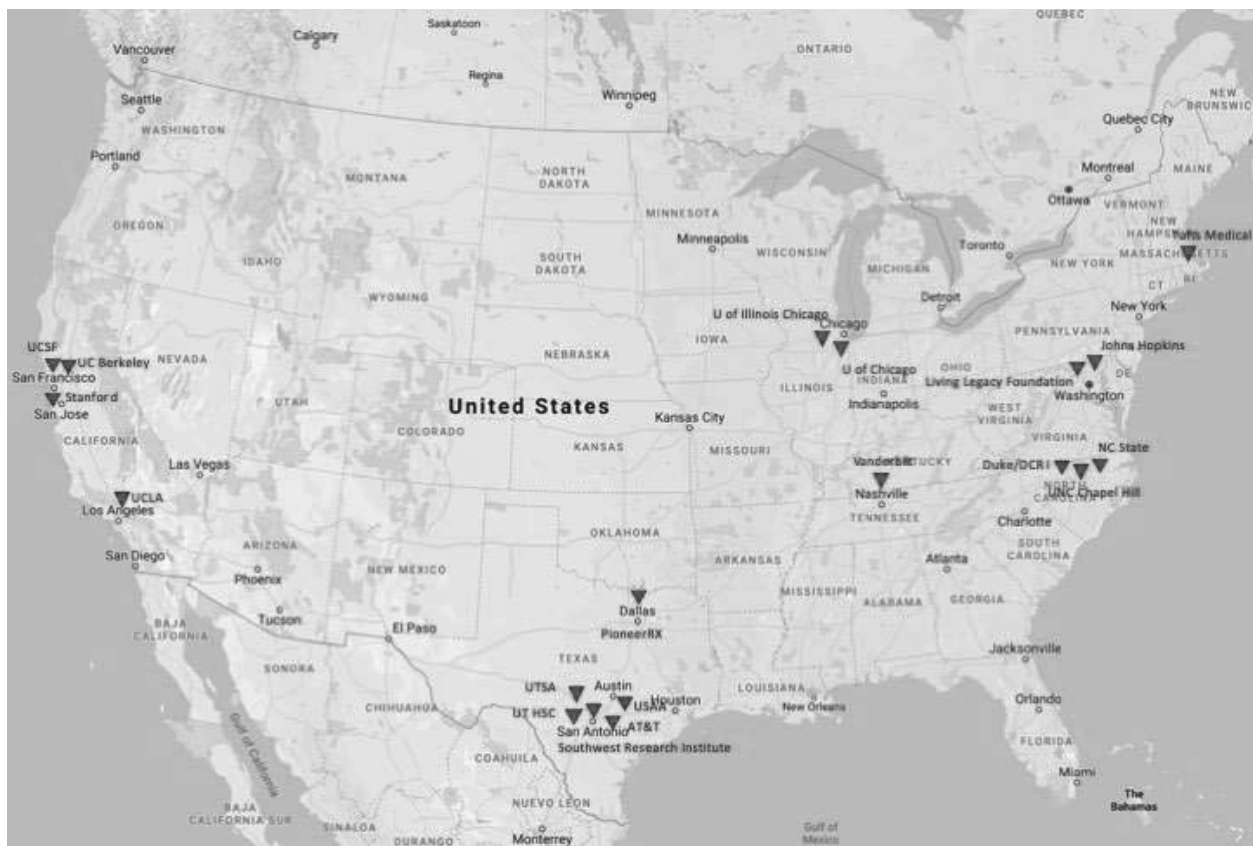 QUEBEC
Saskatoon
Calgary
ONTARIO
Vancouver
Regina
Winnipeg
Seattle
NEW
BRUNSWIC
WASHINGTON
Quebec City
Portland
Montreal
MAINE
MONTANA
NORTH
DAKOTA
Ottawa
VERMONT
MINNESOTA
OREGON
NEW
HAMPS
Tufts Medical
Minneapolis
WISCONSIN
Toronto
MASSACHUSETTS
IDAHO
SOUTH
DAKOTA
MICHIGAN
NEW YORK
CT
RI
WYOMING
Detroit
New York
U of Illinois Chicago
Chicago
PENNSYLVANIA
IOWA
Johns Hopkins
UCSF
UC Berkeley
NEVADA
NEBRASKA
U of Chicago
OHIO
DE
San Francisco
ILLINOIS
INDIANA
Living Legacy Foundation
Stanford
UTAH
United States
Indianapolis
Washington
San Jose
WEST
VIRGINIA
Kansas City
CALIFORNIA
COLORADO
KANSAS
MISSOURI
VIRGINIA
NC State
Las Vegas
Vanderbilt
TUCKY
Duke/DCRI
NORTH
CAROLINA
UNC Chapel Hill
UCLA
Nashville
Los Angeles
TENNESSEE
Charlotte
OKLAHOMA
ARIZONA
SOUTH
CAROLINA
San Diego
ARKANSAS
Atlanta
NEW MEXICO
Phoenix
MISSISSIPPI
ALABAMA
GEORGIA
Dallas
Tucson
BAJA
CALIFORNIA
El Paso
PioneerRX
Jacksonville
SONORA
TEXAS
UTSA
Austin
LOUISIANA
Houston
USAA
Orlando
CHIHUAHUA
UT HSC
New Orleans
San Antonio
AT&T
Southwest Research Institute
FLORIDA
Gulf of California
COAHUILA
Miami
The
Bahamas
NUEVO LEON
BAJA
CALIFORNIA SUR
SINALOA
DURANGO
Monterrey
Gulf of
Mexico